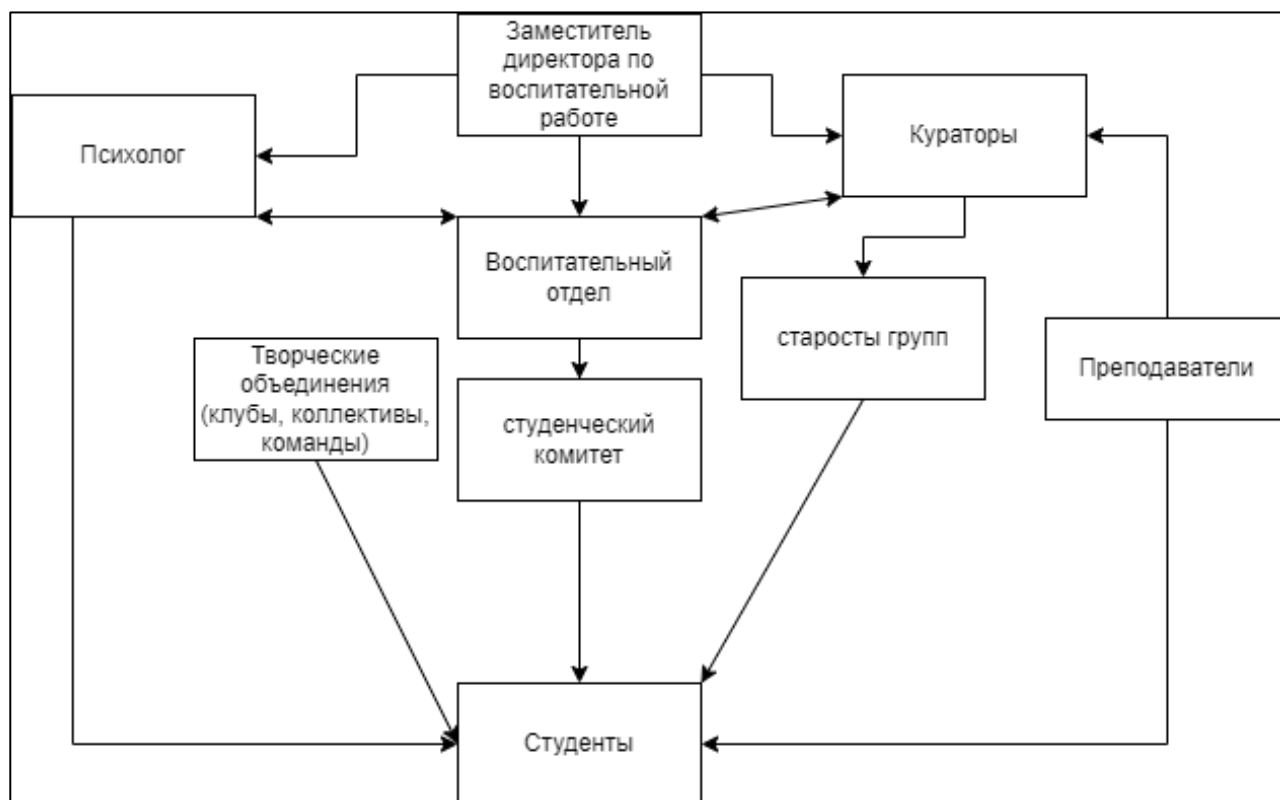 Заместитель
директора по
воспитательной
работе
Психолог
Кураторы
Воспитательный
отдел
старосты групп
Преподаватели
Творческие
объединения
(клубы, коллективы,
команды)
студенческий
комитет
Студенты